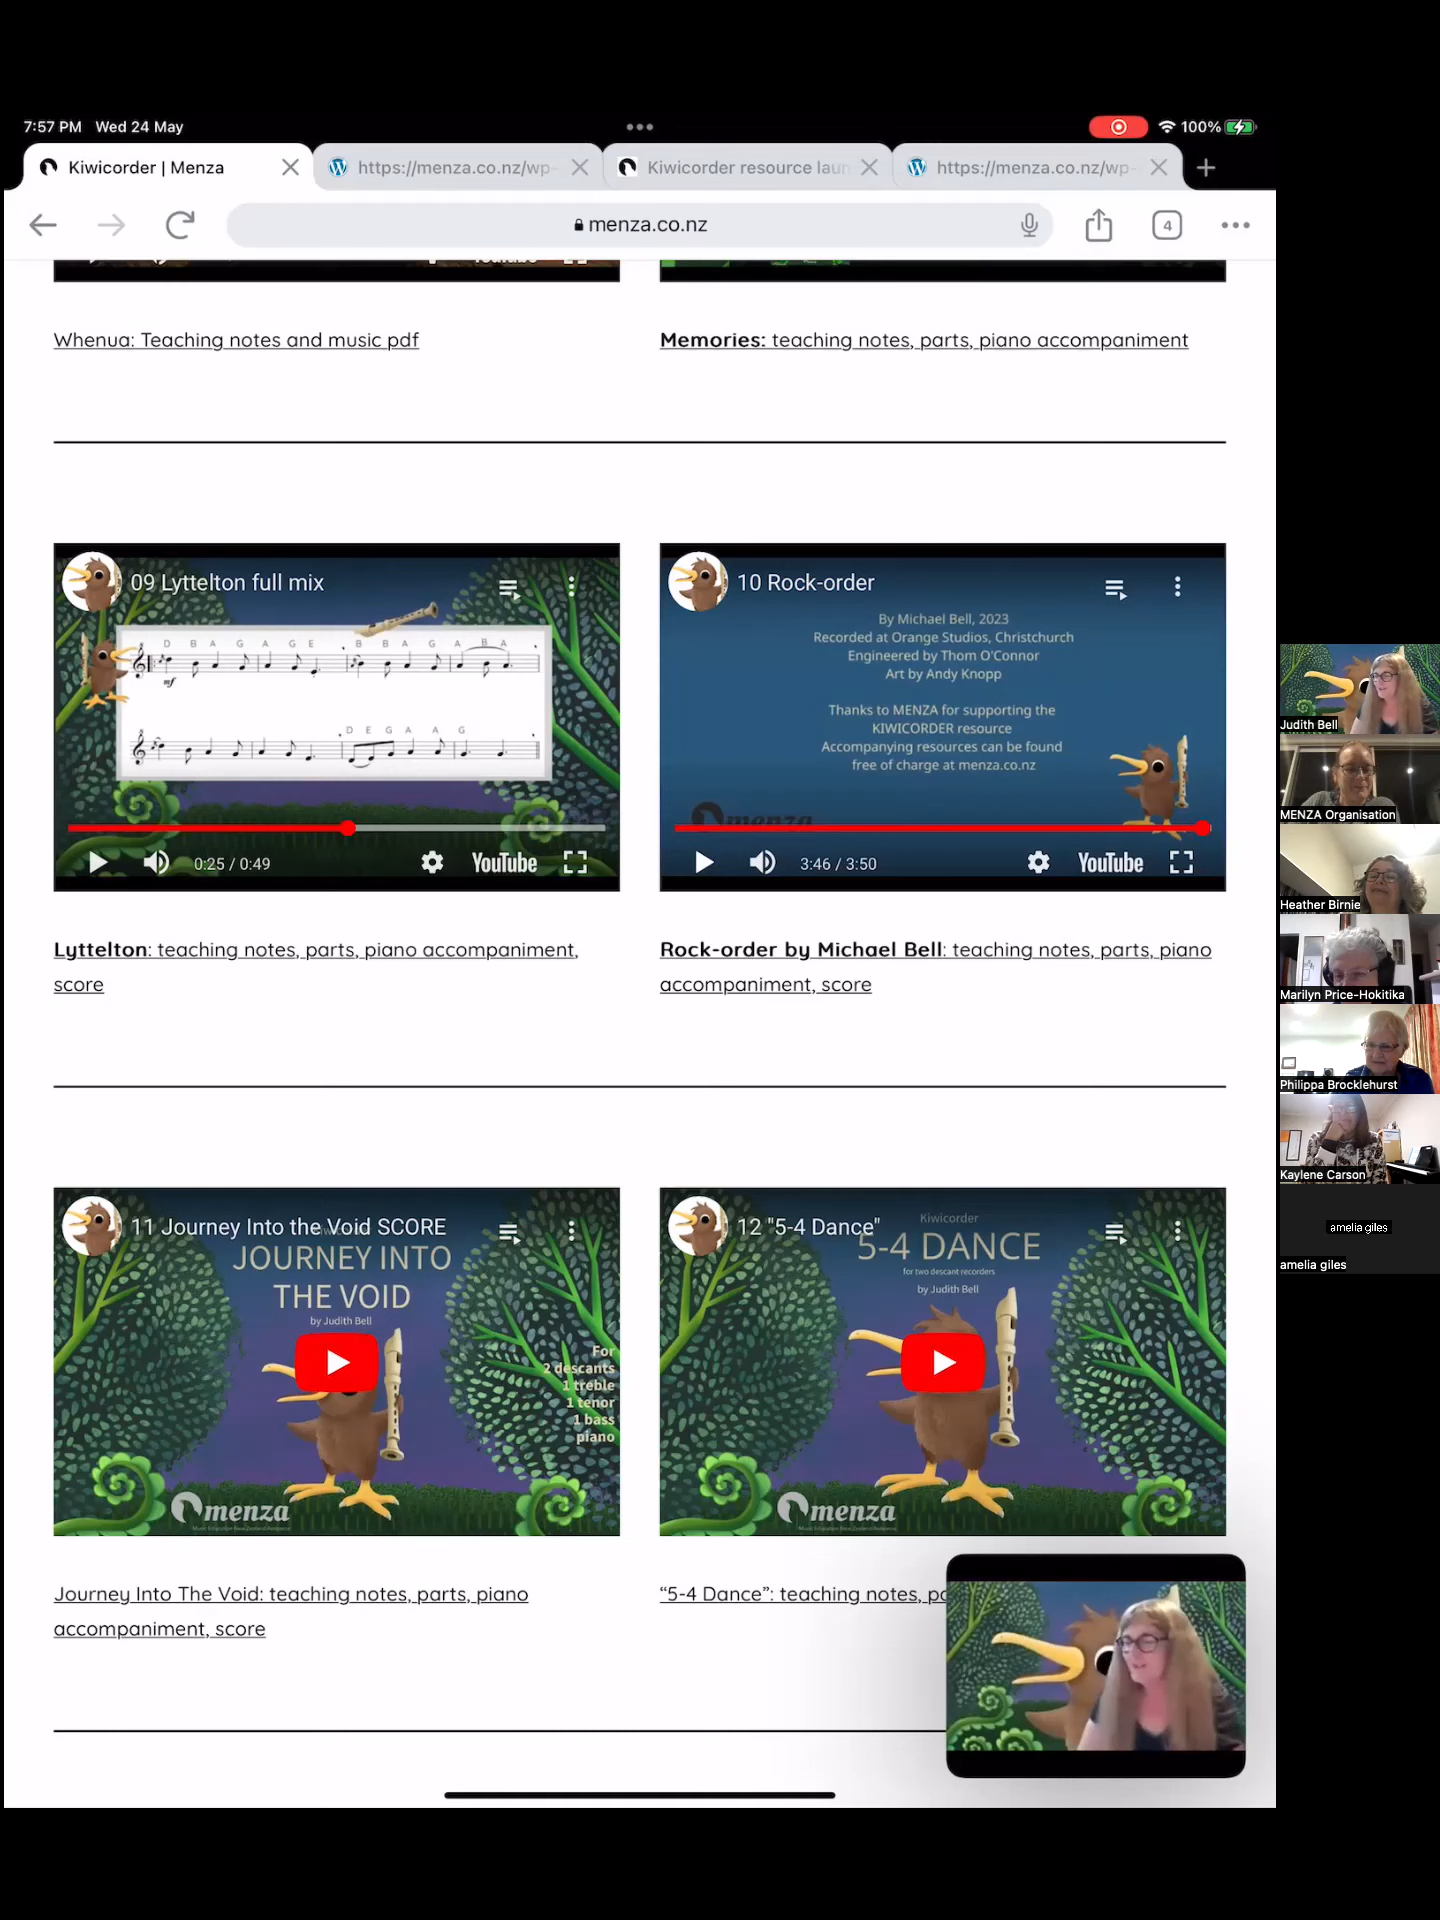 7:57 PM Wed 24 May
100%
Kiwicorder | Menza
https://menza.co.nz/wp-
Kiwicorder resource laun
https://menza.co.nz/wp-
menza.co.nz
4
Whenua: Teaching notes and music pdf
Memories: teaching notes, parts, piano accompaniment
09 Lyttelton full mix
D B A G A G E B B A G A B A
mf
D E G A A G
0:25 / 0:49
YouTube
10 Rock-order
By Michael Bell, 2023
Recorded at Orange Studios, Christchurch
Engineered by Thom O'Connor
Art by Andy Knopp
Thanks to MENZA for supporting the
KIWICORDER resource
Accompanying resources can be found
free of charge at menza.co.nz
menza
3:46 / 3:50
YouTube
Lyttelton: teaching notes, parts, piano accompaniment,
score
Rock-order by Michael Bell: teaching notes, parts, piano
accompaniment, score
11 Journey Into the Void SCORE
JOURNEY INTO
THE VOID
by Judith Bell
For
2 descants
1 treble
1 tenor
1 bass
piano
menza
12 "5-4 Dance"
Kiwicorder
5-4 DANCE
for two descant recorders
by Judith Bell
menza
Journey Into The Void: teaching notes, parts, piano
accompaniment, score
“5-4 Dance”: teaching notes,
Judith Bell
MENZA Organisation
Heather Birnie
Marilyn Price-Hokitika
Philippa Brocklehurst
Kaylene Carson
amelia giles
amelia giles